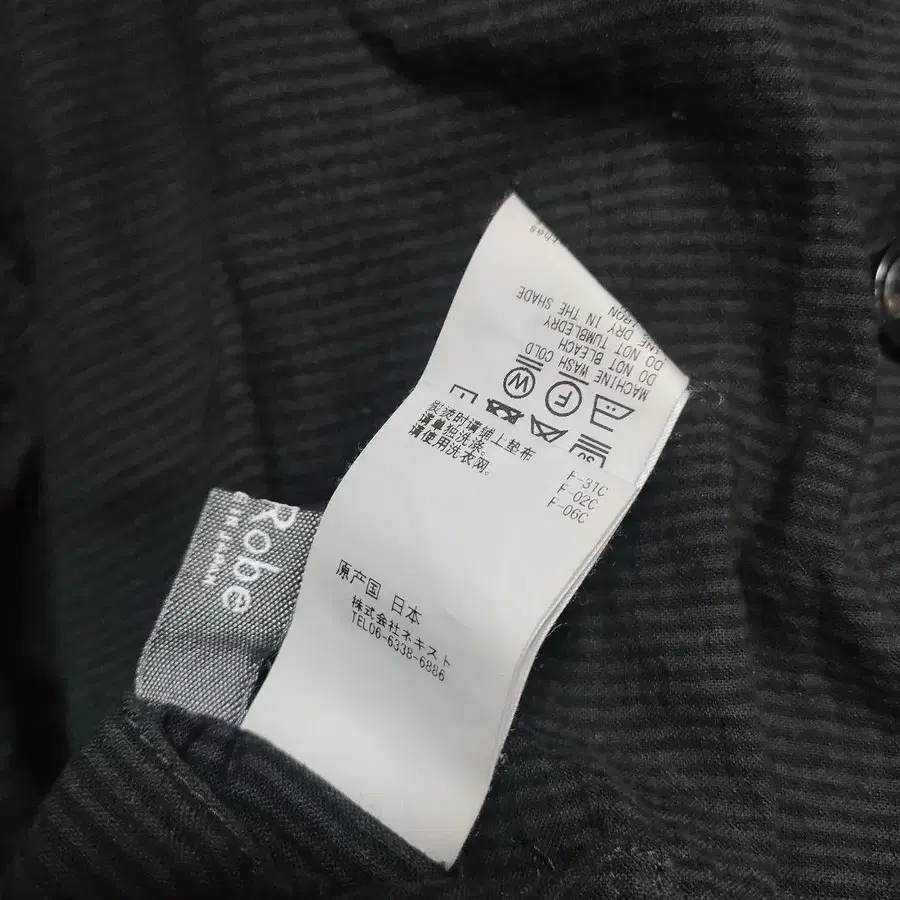 MACHINE WASH COLD
DO NOT BLEACH
DO NOT TUMBLEDRY
DRY IN THE SHADE
W
F
熨烫时请铺上垫布
请单独洗涤。
请使用洗衣网。
F-31C
F-02C
F-06C
原产国 日本
株式会社ネキスト
TEL06-6338-6886
Robe